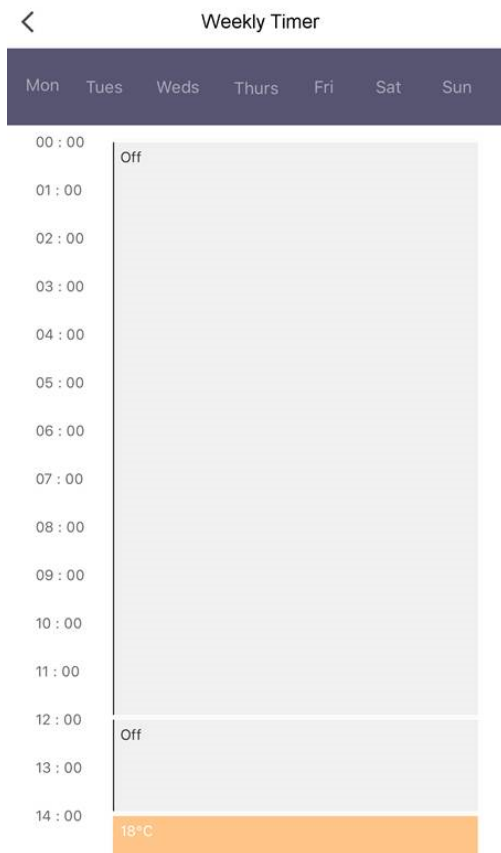 Weekly Timer
Mon Tues Weds Thurs Fri Sat Sun
00 : 00
Off
01 : 00
02 : 00
03 : 00
04 : 00
05 : 00
06 : 00
07 : 00
08 : 00
09 : 00
10 : 00
11 : 00
12 : 00
Off
13 : 00
14 : 00
18°C